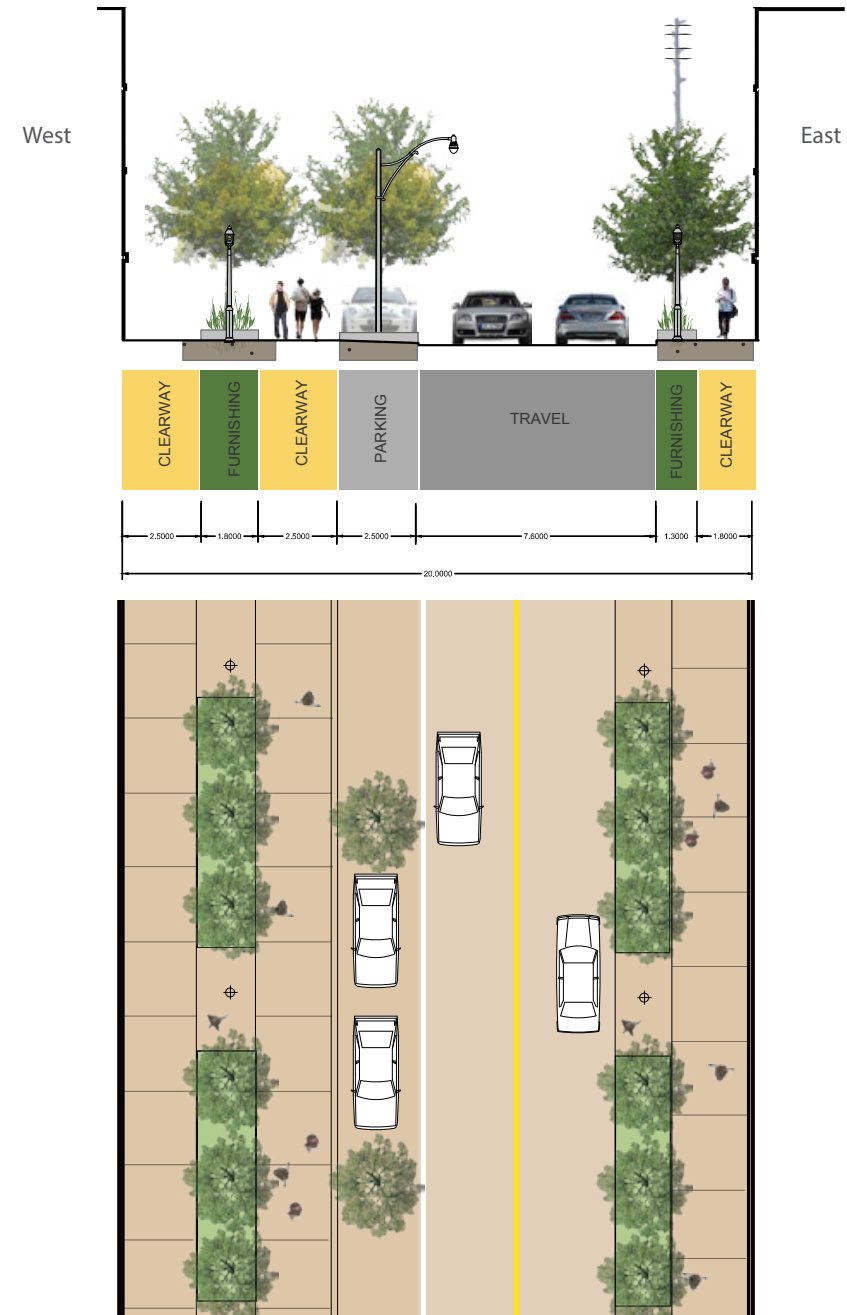 West
East
CLEARWAY
FURNISHING
CLEARWAY
PARKING
TRAVEL
FURNISHING
CLEARWAY
2.5000
1.8000
2.5000
2.5000
7.6000
1.3000
1.8000
20.0000